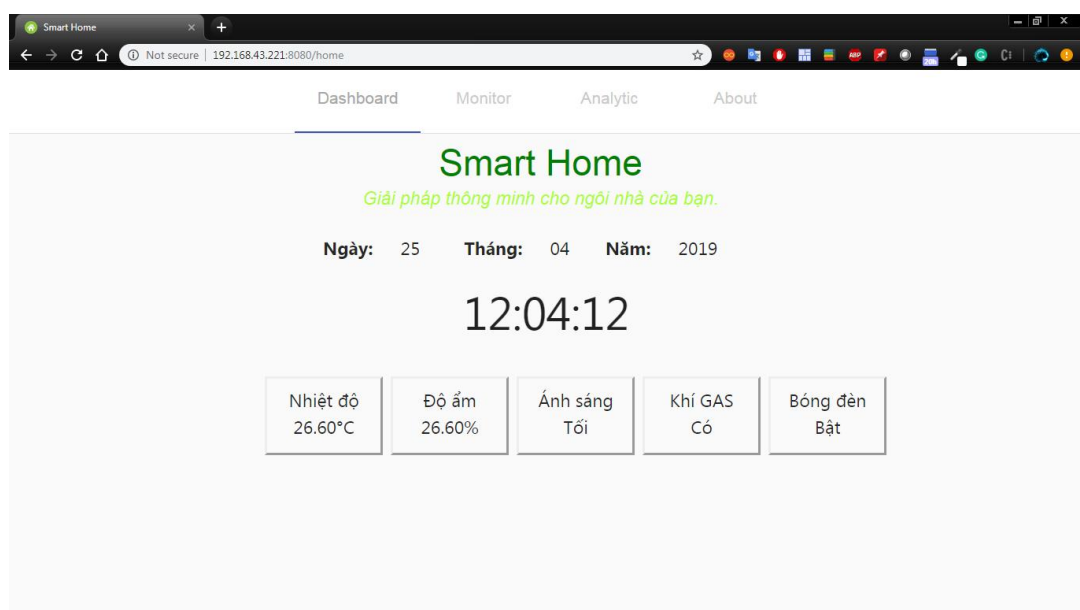 Smart Home
Not secure | 192.168.43.221:8080/home
ABP
20h
Dashboard Monitor Analytic About
Smart Home
Giải pháp thông minh cho ngôi nhà của bạn.
Ngày: 25 Tháng: 04 Năm: 2019
12:04:12
Nhiệt độ Độ ẩm Ánh sáng Khí GAS Bóng đèn
26.60°C 26.60% Tối Có Bật